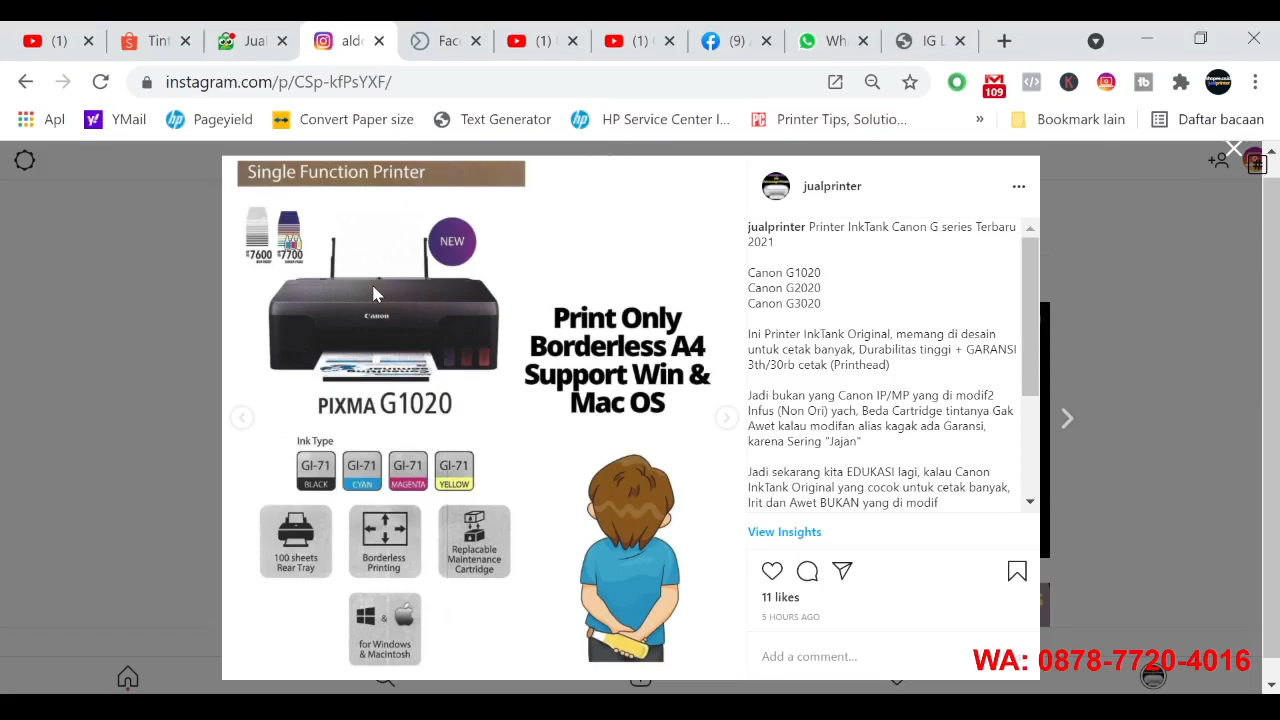 (1)
Tint
Jual
aldo
Fac
(1)
(1)
(9)
Wh
IG L
instagram.com/p/CSp-kfPsYXF/
109
Apl
YMail
Pageyield
Convert Paper size
Text Generator
HP Service Center I...
Printer Tips, Solutio...
»
Bookmark lain
Daftar bacaan
Single Function Printer
7600
7700
NEW
Canon
PIXMA G1020
Print Only
Borderless A4
Support Win &
Mac OS
Ink Type
GI-71
BLACK
GI-71
CYAN
GI-71
MAGENTA
GI-71
YELLOW
100 sheets
Rear Tray
Borderless
Printing
Replacable
Maintenance
Cartridge
&
for Windows
& Macintosh
jualprinter
jualprinter Printer InkTank Canon G series Terbaru
2021
Canon G1020
Canon G2020
Canon G3020
Ini Printer InkTank Original, memang di desain
untuk cetak banyak, Durabilitas tinggi + GARANSI
3th/30rb cetak (Printhead)
Jadi bukan yang Canon IP/MP yang di modif2
Infus (Non Ori) yach, Beda Cartridge tintanya Gak
Awet kalau modifan alias kagak ada Garansi,
karena Sering "Jajan"
Jadi sekarang kita EDUKASI lagi, kalau Canon
InkTank Original yang cocok untuk cetak banyak,
Irit dan Awet BUKAN yang di modif
View Insights
11 likes
5 HOURS AGO
Add a comment...
WA: 0878-7720-4016